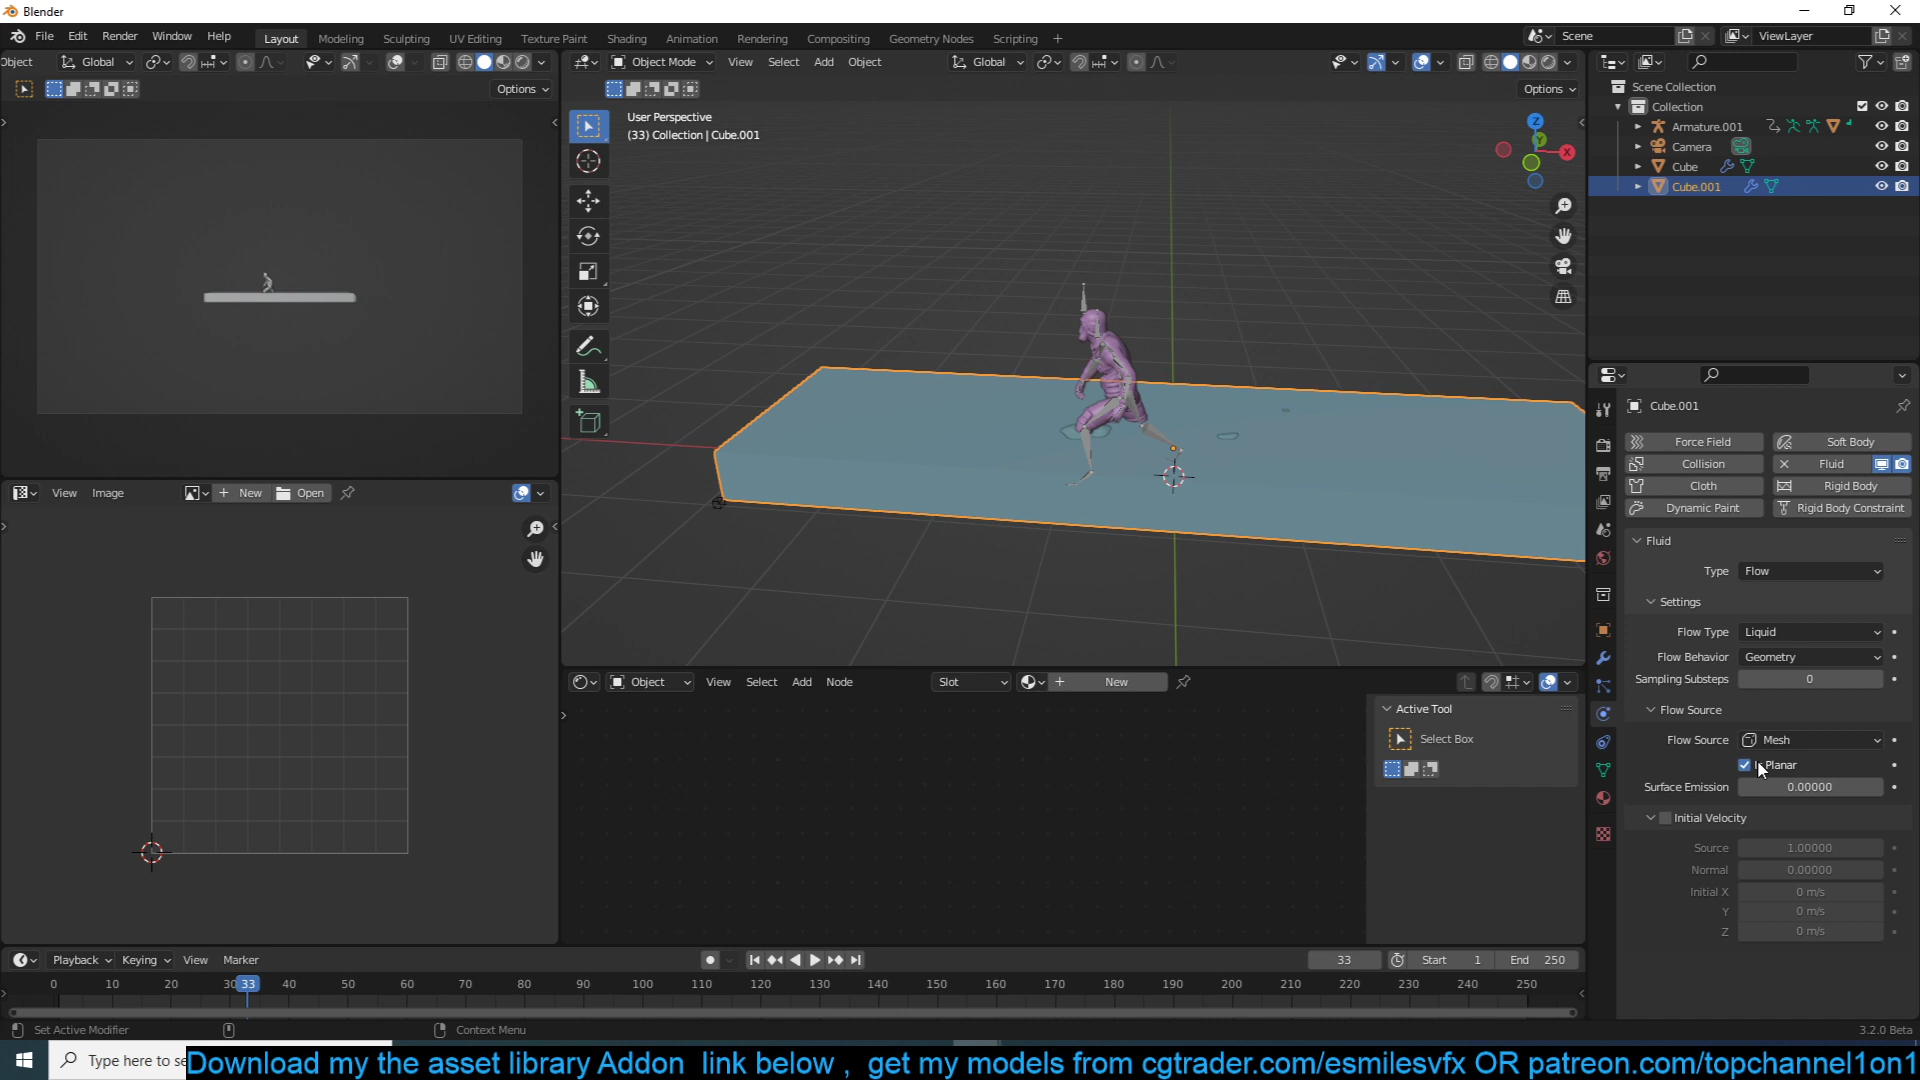 Blender
File Edit Render Window Help
Layout Modeling Sculpting UV Editing Texture Paint Shading Animation Rendering Compositing Geometry Nodes Scripting
Scene
ViewLayer
Object
Global
Options
Object Mode View Select Add Object
Global
Options
User Perspective
(33) Collection | Cube.001
Z
Y
X
Scene Collection
Collection
Armature.001
Camera
Cube
Cube.001
Cube.001
Force Field
Soft Body
Collision
Fluid
Cloth
Rigid Body
Dynamic Paint
Rigid Body Constraint
Fluid
Type Flow
Settings
Flow Type Liquid
Flow Behavior Geometry
Sampling Substeps 0
Flow Source
Flow Source Mesh
Planar
Surface Emission 0.00000
Initial Velocity
Source 1.00000
Normal 0.00000
Initial X 0 m/s
Y 0 m/s
Z 0 m/s
View Image
New Open
Object View Select Add Node
Slot
New
Active Tool
Select Box
Playback Keying View Marker
33
Start 1
End 250
0 10 20 30 33 40 50 60 70 80 90 100 110 120 130 140 150 160 170 180 190 200 210 220 230 240 250
Set Active Modifier
Context Menu
3.2.0 Beta
Type here to se
Download my the asset library Addon link below , get my models from cgtrader.com/esmilesvfx OR patreon.com/topchannel1on1